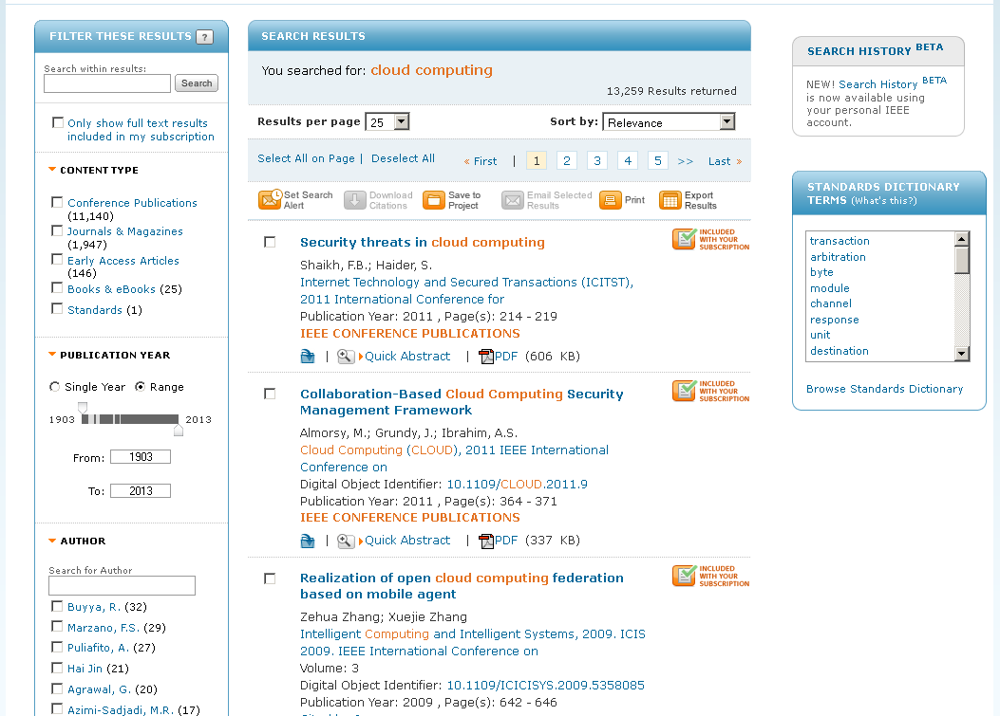 FILTER THESE RESULTS ?
Search within results:
Search
Only show full text results
included in my subscription
CONTENT TYPE
Conference Publications
(11,140)
Journals & Magazines
(1,947)
Early Access Articles
(146)
Books & eBooks (25)
Standards (1)
PUBLICATION YEAR
Single Year Range
1903 2013
From: 1903
To: 2013
AUTHOR
Search for Author
Buyya, R. (32)
Marzano, F.S. (29)
Puliafito, A. (27)
Hai Jin (21)
Agrawal, G. (20)
Azimi-Sadjadi, M.R. (17)
SEARCH RESULTS
You searched for: cloud computing
13,259 Results returned
Results per page 25 Sort by: Relevance
Select All on Page | Deselect All « First | 1 2 3 4 5 >> Last »
Set Search
Alert
Download
Citations
Save to
Project
Email Selected
Results
Print
Export
Results
Security threats in cloud computing
INCLUDED
WITH YOUR
SUBSCRIPTION
Shaikh, F.B.; Haider, S.
Internet Technology and Secured Transactions (ICITST),
2011 International Conference for
Publication Year: 2011 , Page(s): 214 - 219
IEEE CONFERENCE PUBLICATIONS
| Quick Abstract | PDF (606 KB)
Collaboration-Based Cloud Computing Security
Management Framework
INCLUDED
WITH YOUR
SUBSCRIPTION
Almorsy, M.; Grundy, J.; Ibrahim, A.S.
Cloud Computing (CLOUD), 2011 IEEE International
Conference on
Digital Object Identifier: 10.1109/CLOUD.2011.9
Publication Year: 2011 , Page(s): 364 - 371
IEEE CONFERENCE PUBLICATIONS
| Quick Abstract | PDF (337 KB)
Realization of open cloud computing federation
based on mobile agent
INCLUDED
WITH YOUR
SUBSCRIPTION
Zehua Zhang; Xuejie Zhang
Intelligent Computing and Intelligent Systems, 2009. ICIS
2009. IEEE International Conference on
Volume: 3
Digital Object Identifier: 10.1109/ICICISYS.2009.5358085
Publication Year: 2009 , Page(s): 642 - 646
SEARCH HISTORY BETA
NEW! Search History BETA
is now available using
your personal IEEE
account.
STANDARDS DICTIONARY
TERMS (What's this?)
transaction
arbitration
byte
module
channel
response
unit
destination
Browse Standards Dictionary